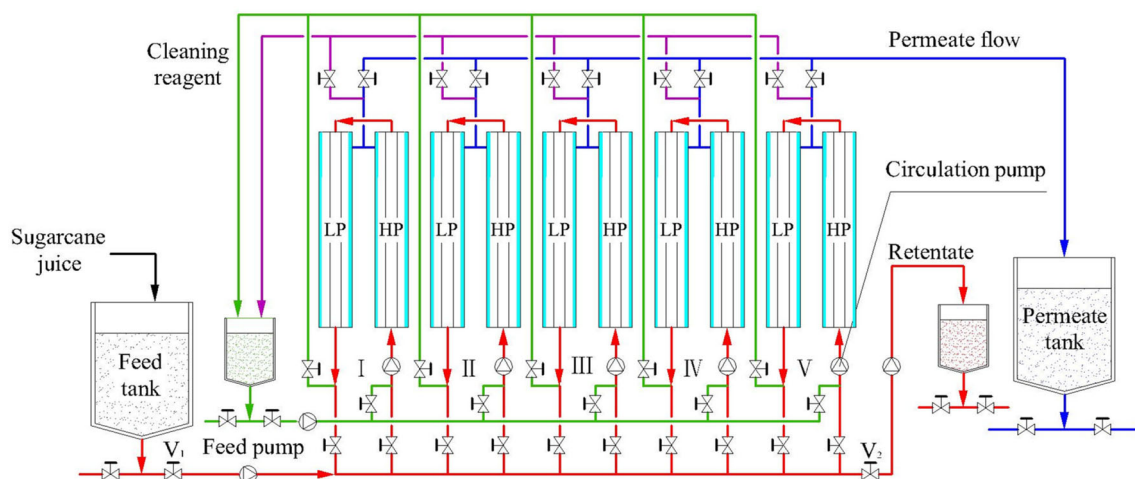 Cleaning
reagent
Permeate flow
Circulation pump
LP
HP
LP
HP
LP
HP
LP
HP
LP
HP
Sugarcane
juice
Retentate
Feed
tank
Permeate
tank
I
II
III
IV
V
Feed pump
V₁
V₂